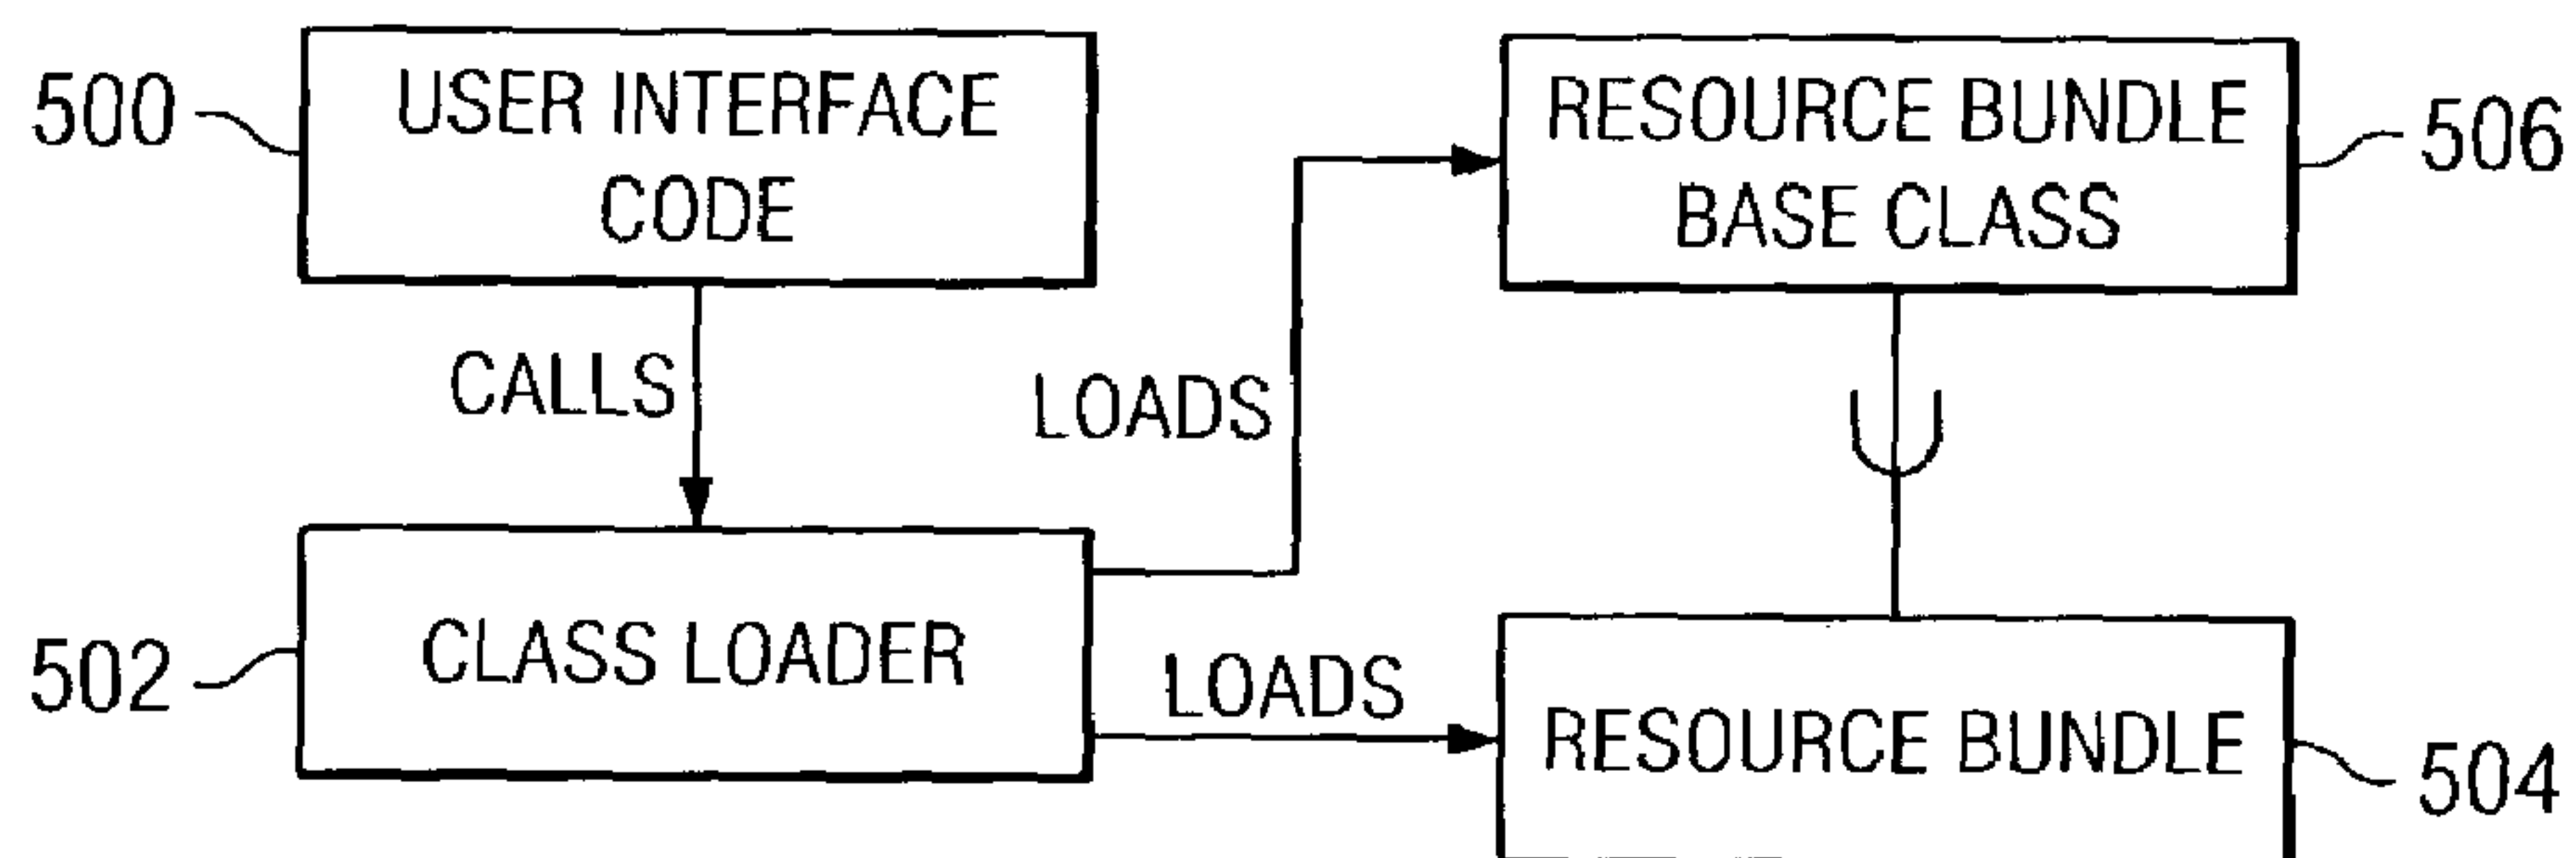 500
USER INTERFACE
CODE
RESOURCE BUNDLE
BASE CLASS
506
CALLS
LOADS
502
CLASS LOADER
LOADS
RESOURCE BUNDLE
504